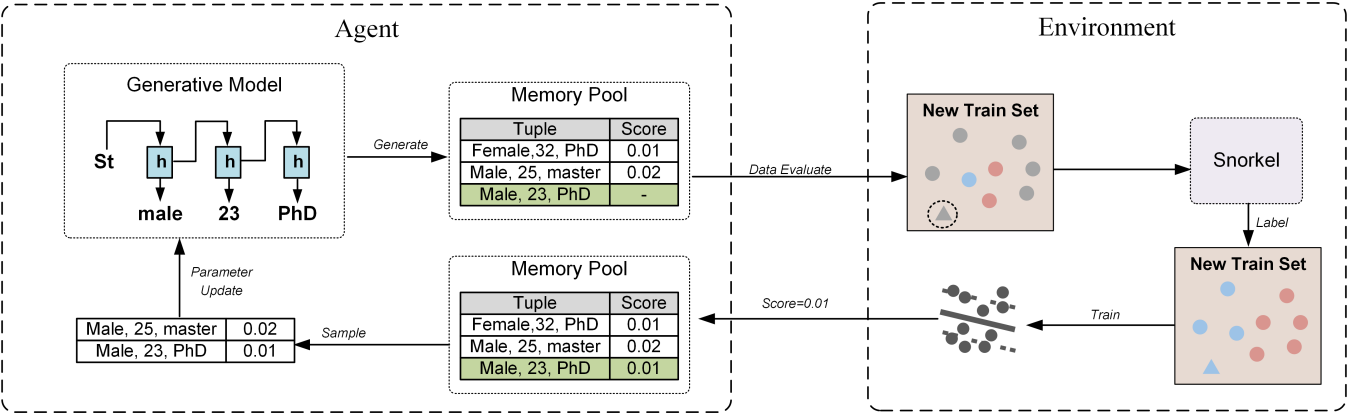 Agent
Environment
Generative Model
St
h
h
h
male
23
PhD
Generate
Memory Pool
Tuple Score
Female,32, PhD 0.01
Male, 25, master 0.02
Male, 23, PhD -
Data Evaluate
New Train Set
Snorkel
Label
New Train Set
Train
Score=0.01
Memory Pool
Tuple Score
Female,32, PhD 0.01
Male, 25, master 0.02
Male, 23, PhD 0.01
Sample
Male, 25, master 0.02
Male, 23, PhD 0.01
Parameter
Update